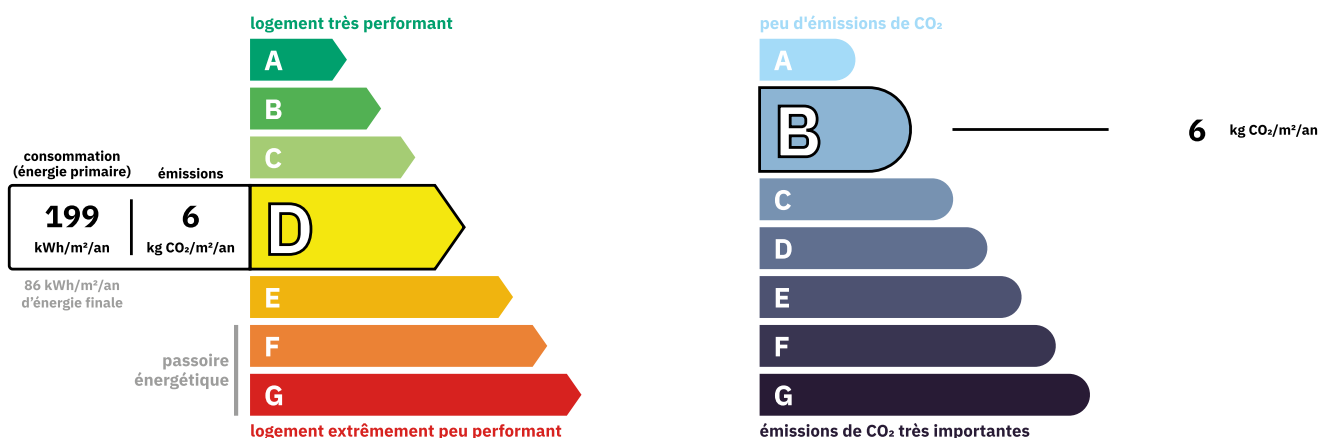 logement très performant
A
B
C
consommation
(énergie primaire)
émissions
199
kWh/m²/an
6
kg CO₂/m²/an
D
86 kWh/m²/an
d'énergie finale
E
passoire
énergétique
F
G
logement extrêmement peu performant
peu d'émissions de CO₂
A
B
6 kg CO₂/m²/an
C
D
E
F
G
émissions de CO₂ très importantes